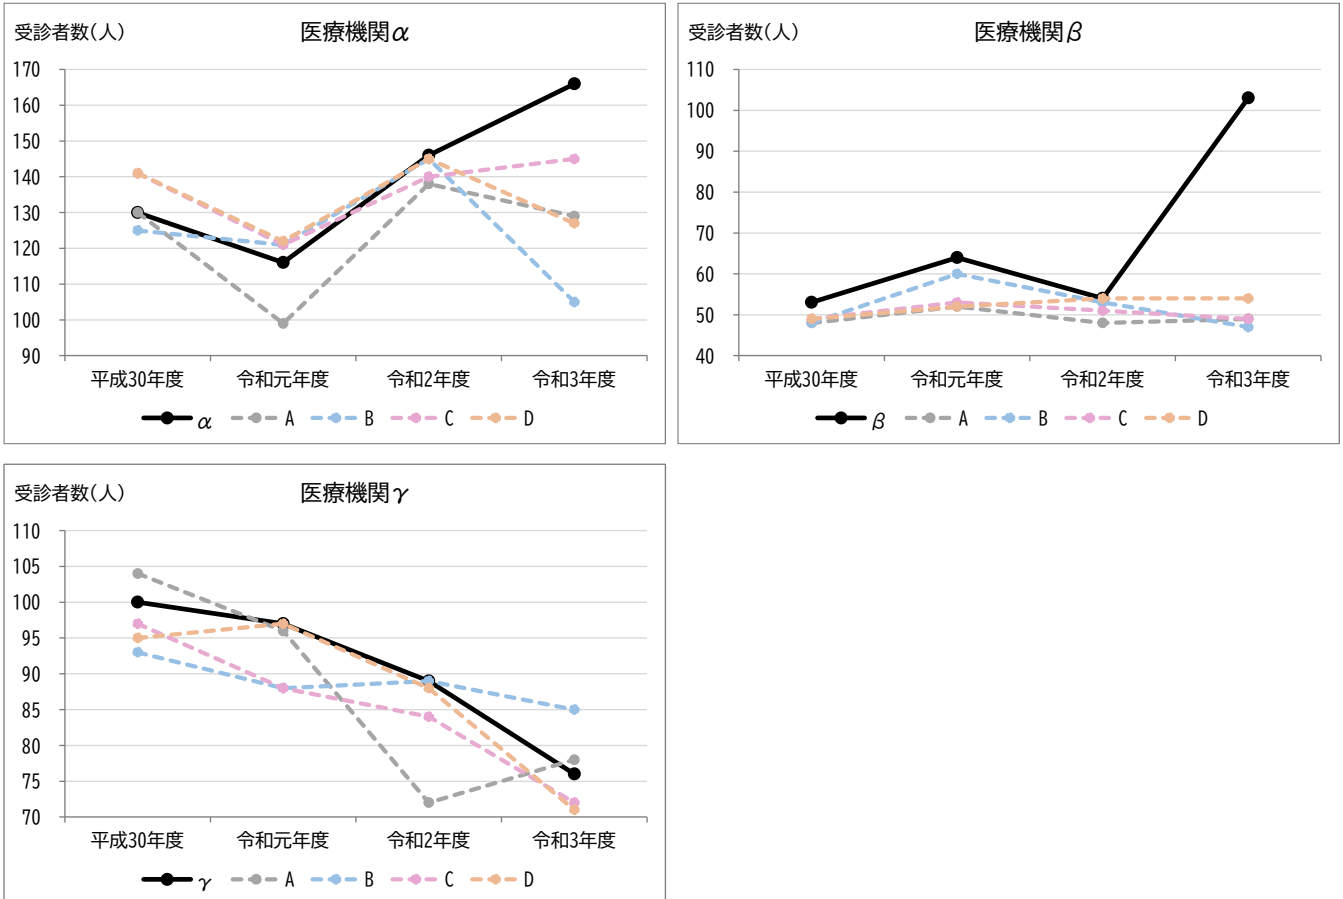 受診者数(人)
医療機関α
170
160
150
140
130
120
110
100
90
平成30年度 令和元年度 令和2年度 令和3年度
α A B C D
受診者数(人)
医療機関β
110
100
90
80
70
60
50
40
平成30年度 令和元年度 令和2年度 令和3年度
β A B C D
受診者数(人)
医療機関γ
110
105
100
95
90
85
80
75
70
平成30年度 令和元年度 令和2年度 令和3年度
γ A B C D